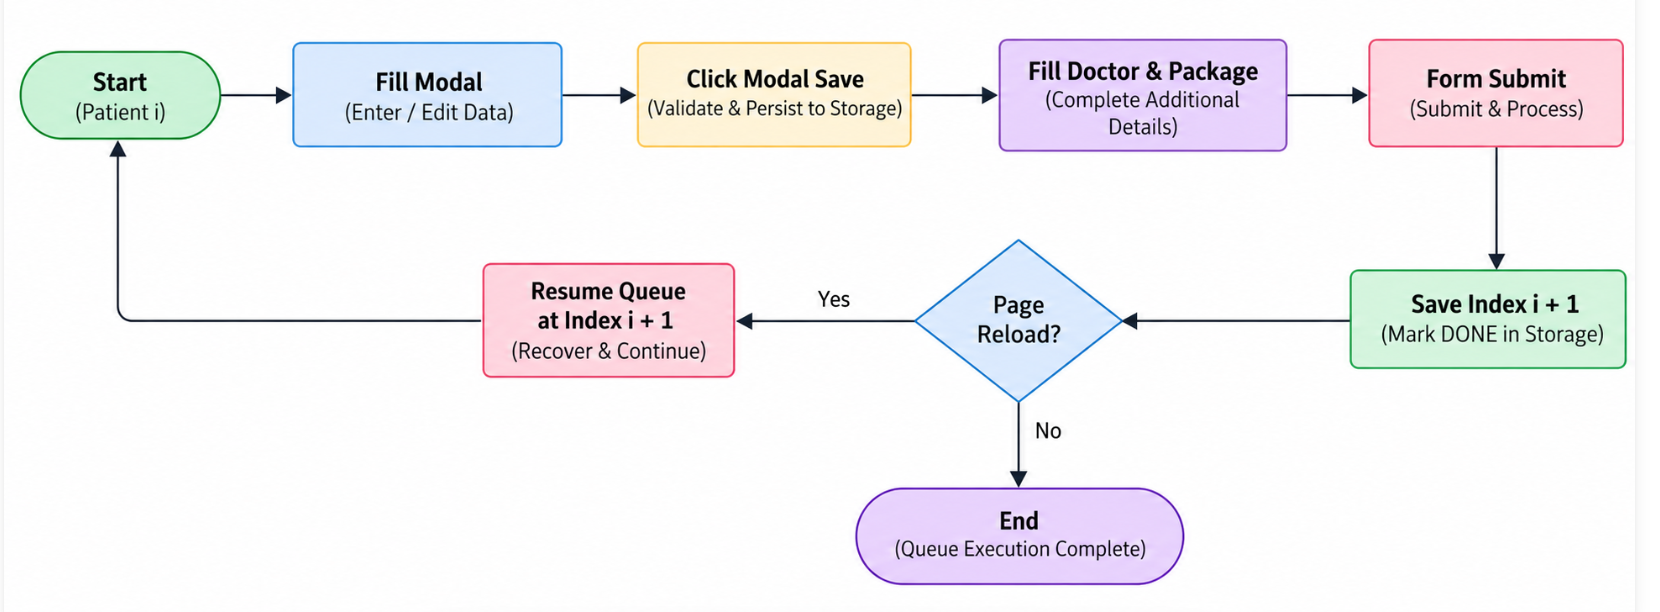 Start
(Patient i)
Fill Modal
(Enter / Edit Data)
Click Modal Save
(Validate & Persist to Storage)
Fill Doctor & Package
(Complete Additional
Details)
Form Submit
(Submit & Process)
Save Index i + 1
(Mark DONE in Storage)
Page
Reload?
Yes
Resume Queue
at Index i + 1
(Recover & Continue)
No
End
(Queue Execution Complete)